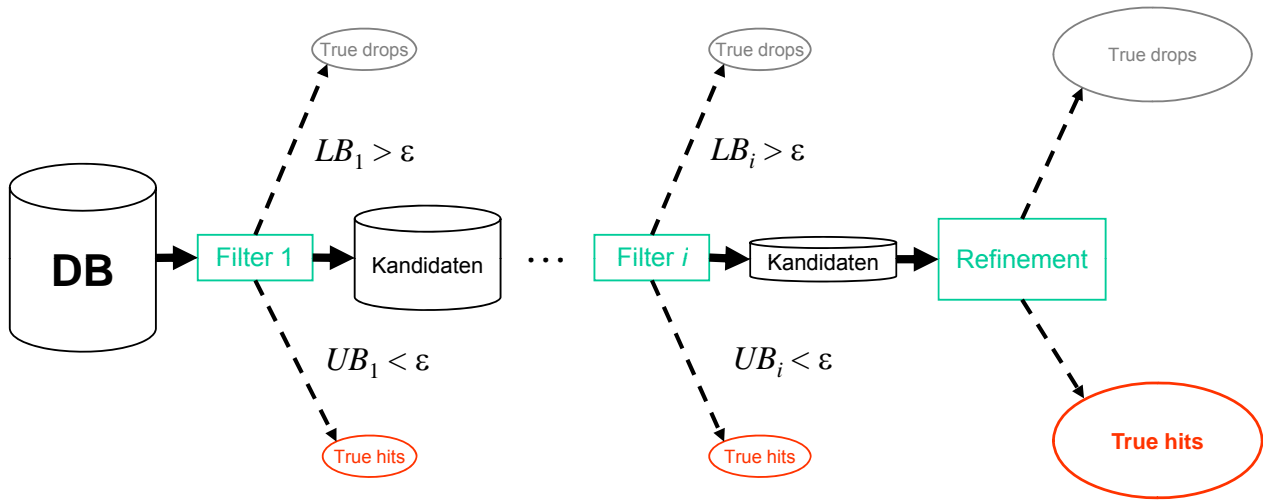 True drops
True drops
True drops
LB₁ > ε
LBᵢ > ε
DB
Filter 1
Kandidaten
...
Filter i
Kandidaten
Refinement
UB₁ < ε
UBᵢ < ε
True hits
True hits
True hits